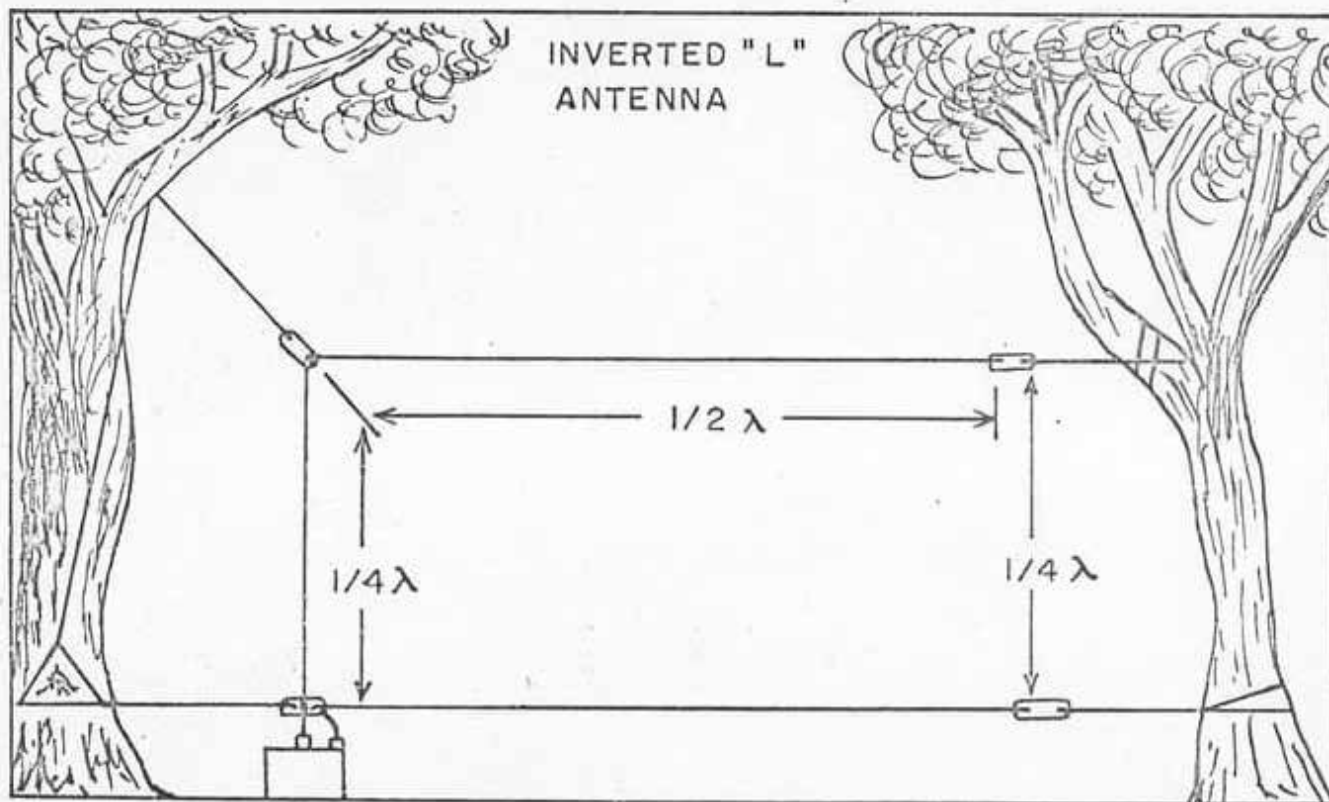 INVERTED "L"
ANTENNA
1/2 λ
1/4 λ
1/4 λ